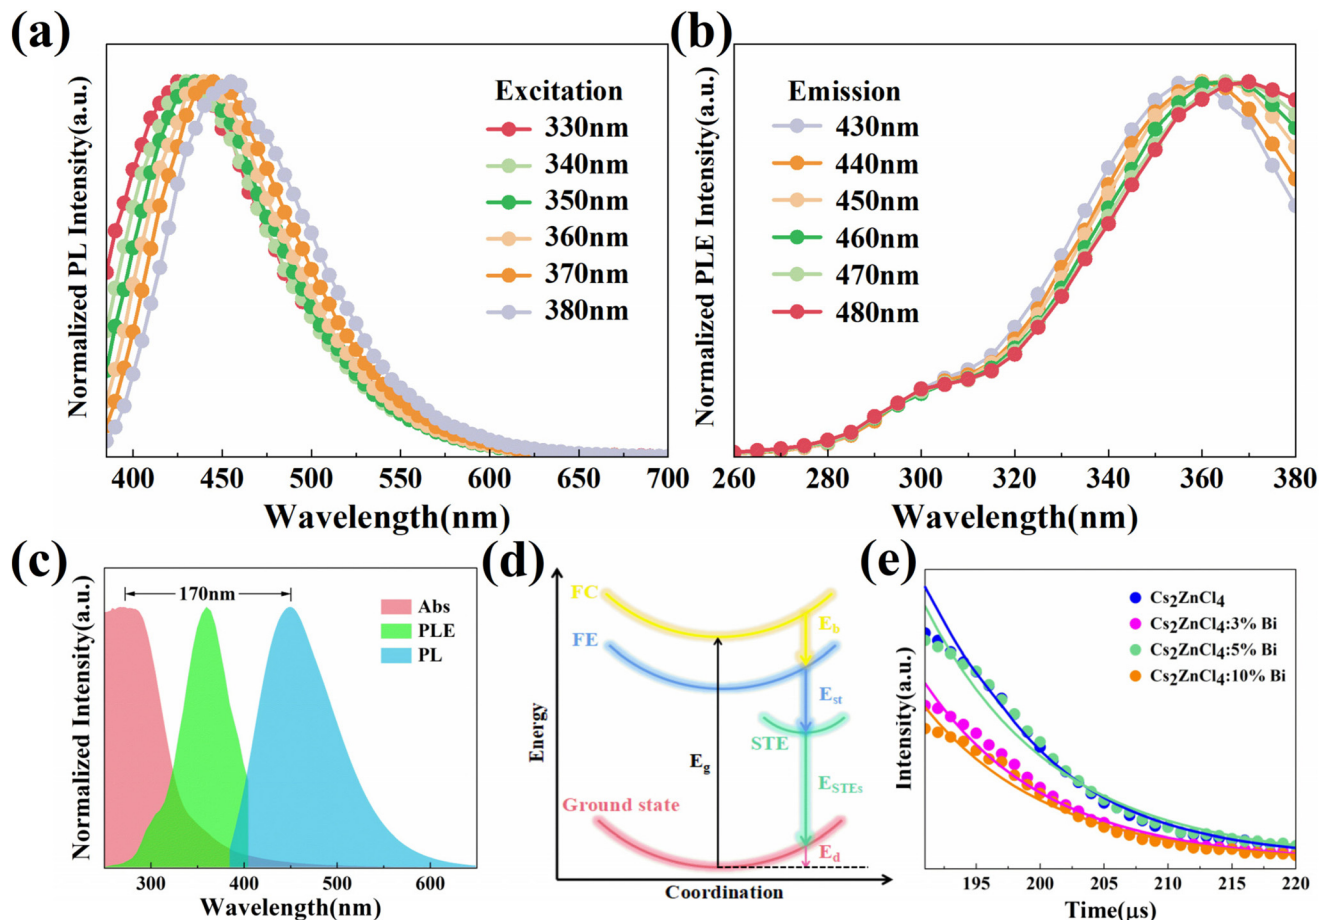 (a)
Normalized PL Intensity(a.u.)
Excitation
330nm
340nm
350nm
360nm
370nm
380nm
400
450
500
550
600
650
700
Wavelength(nm)
(b)
Normalized PLE Intensity(a.u.)
Emission
430nm
440nm
450nm
460nm
470nm
480nm
260
280
300
320
340
360
380
Wavelength(nm)
(c)
Normalized Intensity(a.u.)
170nm
Abs
PLE
PL
300
400
500
600
Wavelength(nm)
(d)
Energy
FC
FE
STE
Ground state
Eg
Eb
Est
ESTEs
Ed
Coordination
(e)
Intensity(a.u.)
Cs2ZnCl4
Cs2ZnCl4:3% Bi
Cs2ZnCl4:5% Bi
Cs2ZnCl4:10% Bi
195
200
205
210
215
220
Time(μs)